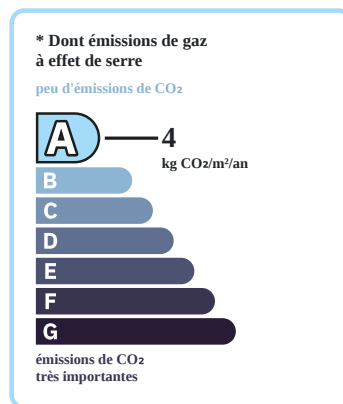 * Dont émissions de gaz
à effet de serre
peu d'émissions de CO₂
A
4
kg CO₂/m²/an
B
C
D
E
F
G
émissions de CO₂
très importantes